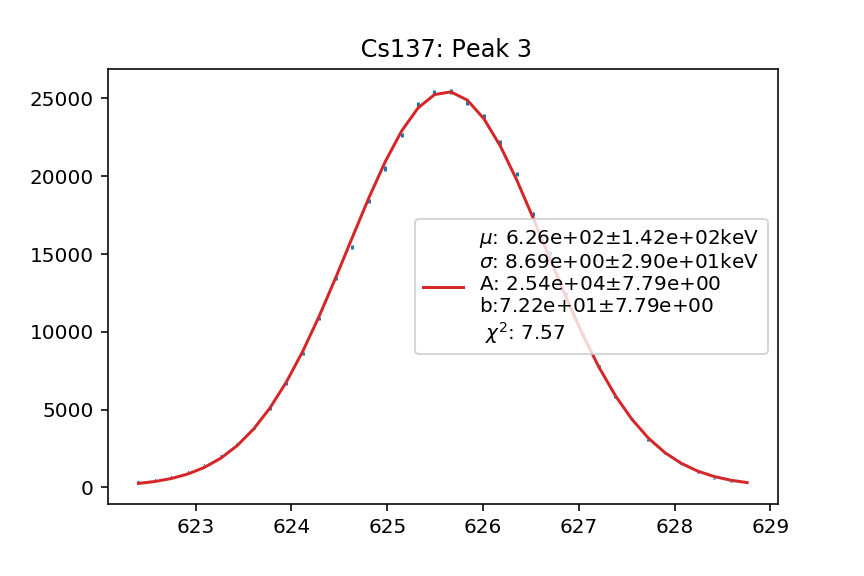 Cs137: Peak 3
25000
20000
15000
10000
5000
0
μ: 6.26e+02±1.42e+02keV
σ: 8.69e+00±2.90e+01keV
A: 2.54e+04±7.79e+00
b:7.22e+01±7.79e+00
χ²: 7.57
623 624 625 626 627 628 629